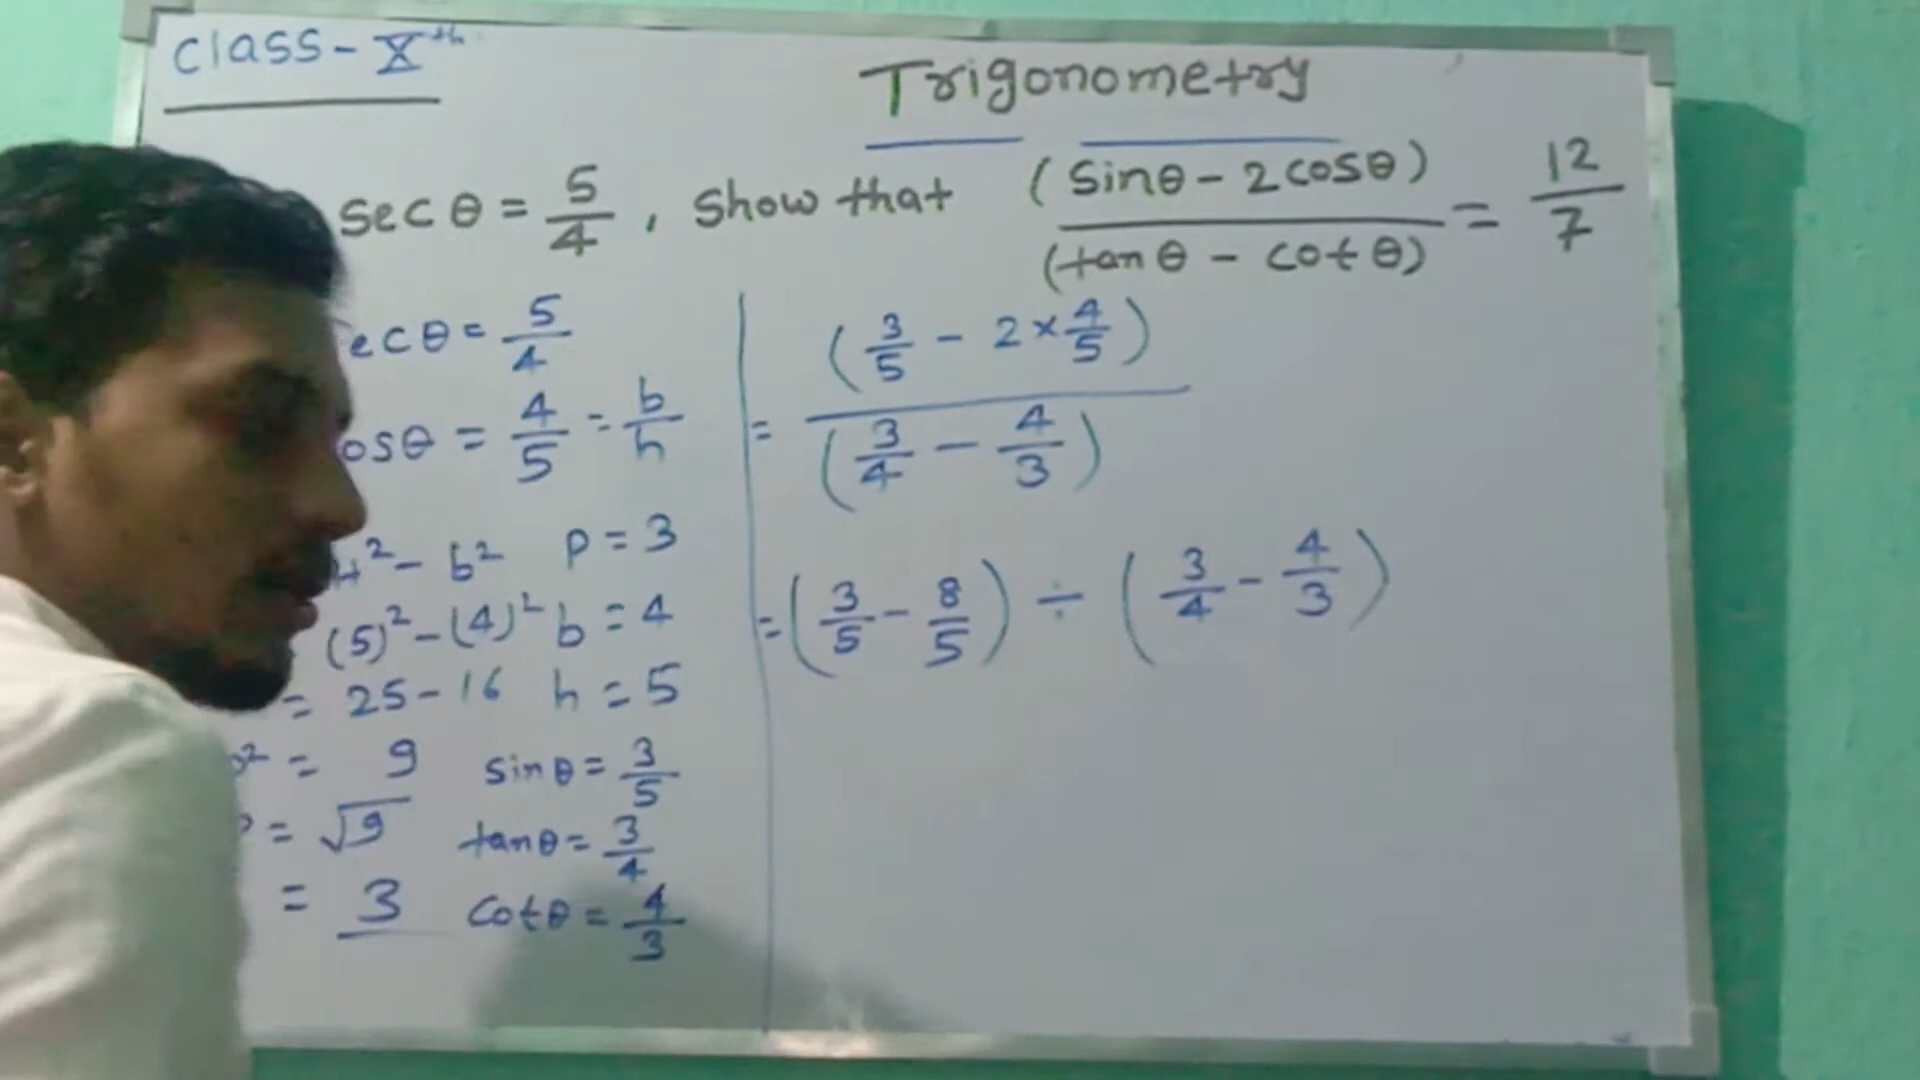 Class - Xth
Trigonometry
sec θ = 5/4, show that (sinθ - 2cosθ)/(tanθ - cotθ) = 12/7
ecθ = 5/4
osθ = 4/5 = b/h
H² - b² p = 3
(5)² - (4)² b = 4
= 25 - 16 h = 5
p² = 9 sinθ = 3/5
= √9 tanθ = 3/4
= 3 cotθ = 4/3
= (3/5 - 2 × 4/5)/(3/4 - 4/3)
= (3/5 - 8/5) ÷ (3/4 - 4/3)